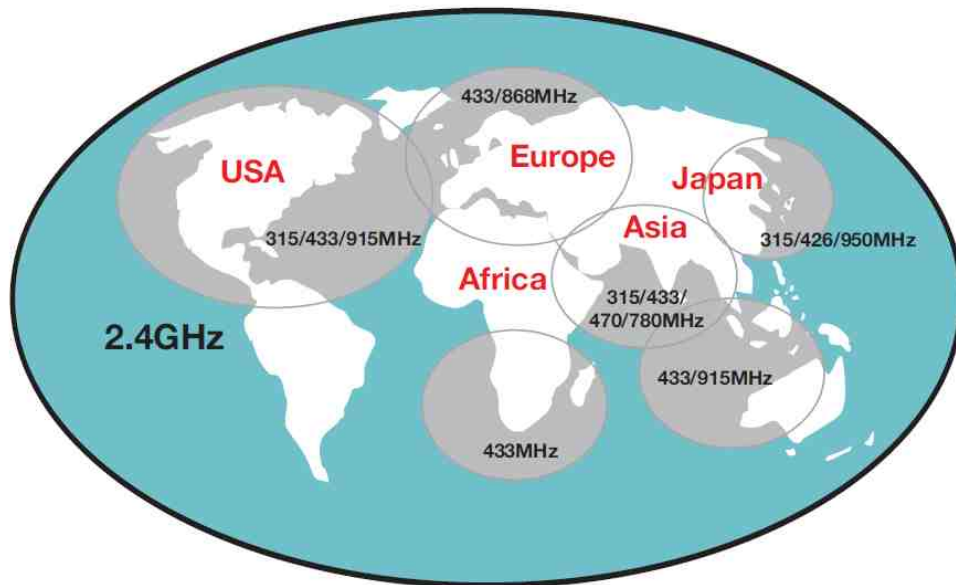 433/868MHz
USA
Europe
Japan
315/433/915MHz
Asia
315/426/950MHz
Africa
315/433/
470/780MHz
2.4GHz
433/915MHz
433MHz